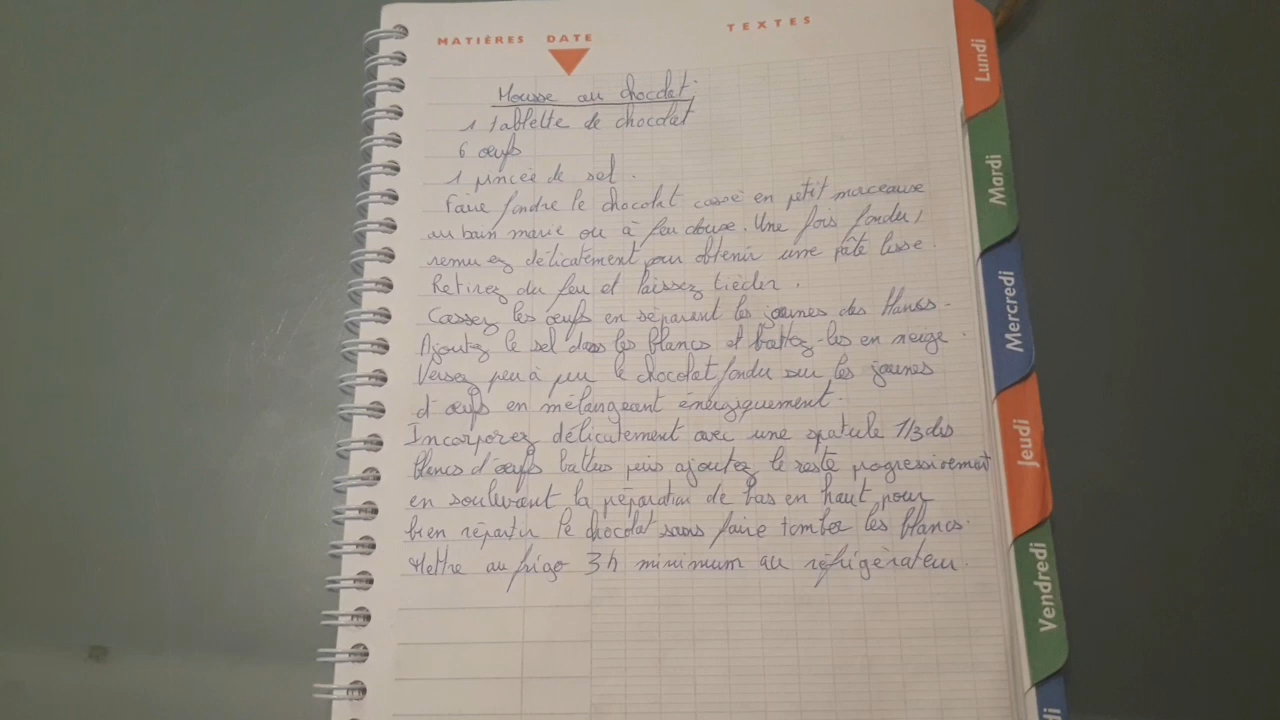 MATIÈRES DATE TEXTES
Mousse au chocolat.
1 tablette de chocolat
6 œufs
1 pincée de sel.
Faire fondre le chocolat cassé en petit morceaux
au bain marie ou à feu doux. Une fois fondu,
remuez délicatement pour obtenir une pâte lisse.
Retirez du feu et laissez tiédir.
Cassez les œufs en séparant les jaunes des blancs.
Ajoutez le sel dans les blancs et battez-les en neige.
Versez peu à peu le chocolat fondu sur les jaunes
d'œufs en mélangeant énergiquement.
Incorporez délicatement avec une spatule 1/3 des
blancs d'œufs battus puis ajoutez le reste progressivement
en soulevant la préparation de bas en haut pour
bien répartir le chocolat sans faire tomber les blancs.
Mettre au frigo 3h minimum au réfrigérateur.
Lundi
Mardi
Mercredi
Jeudi
Vendredi
di